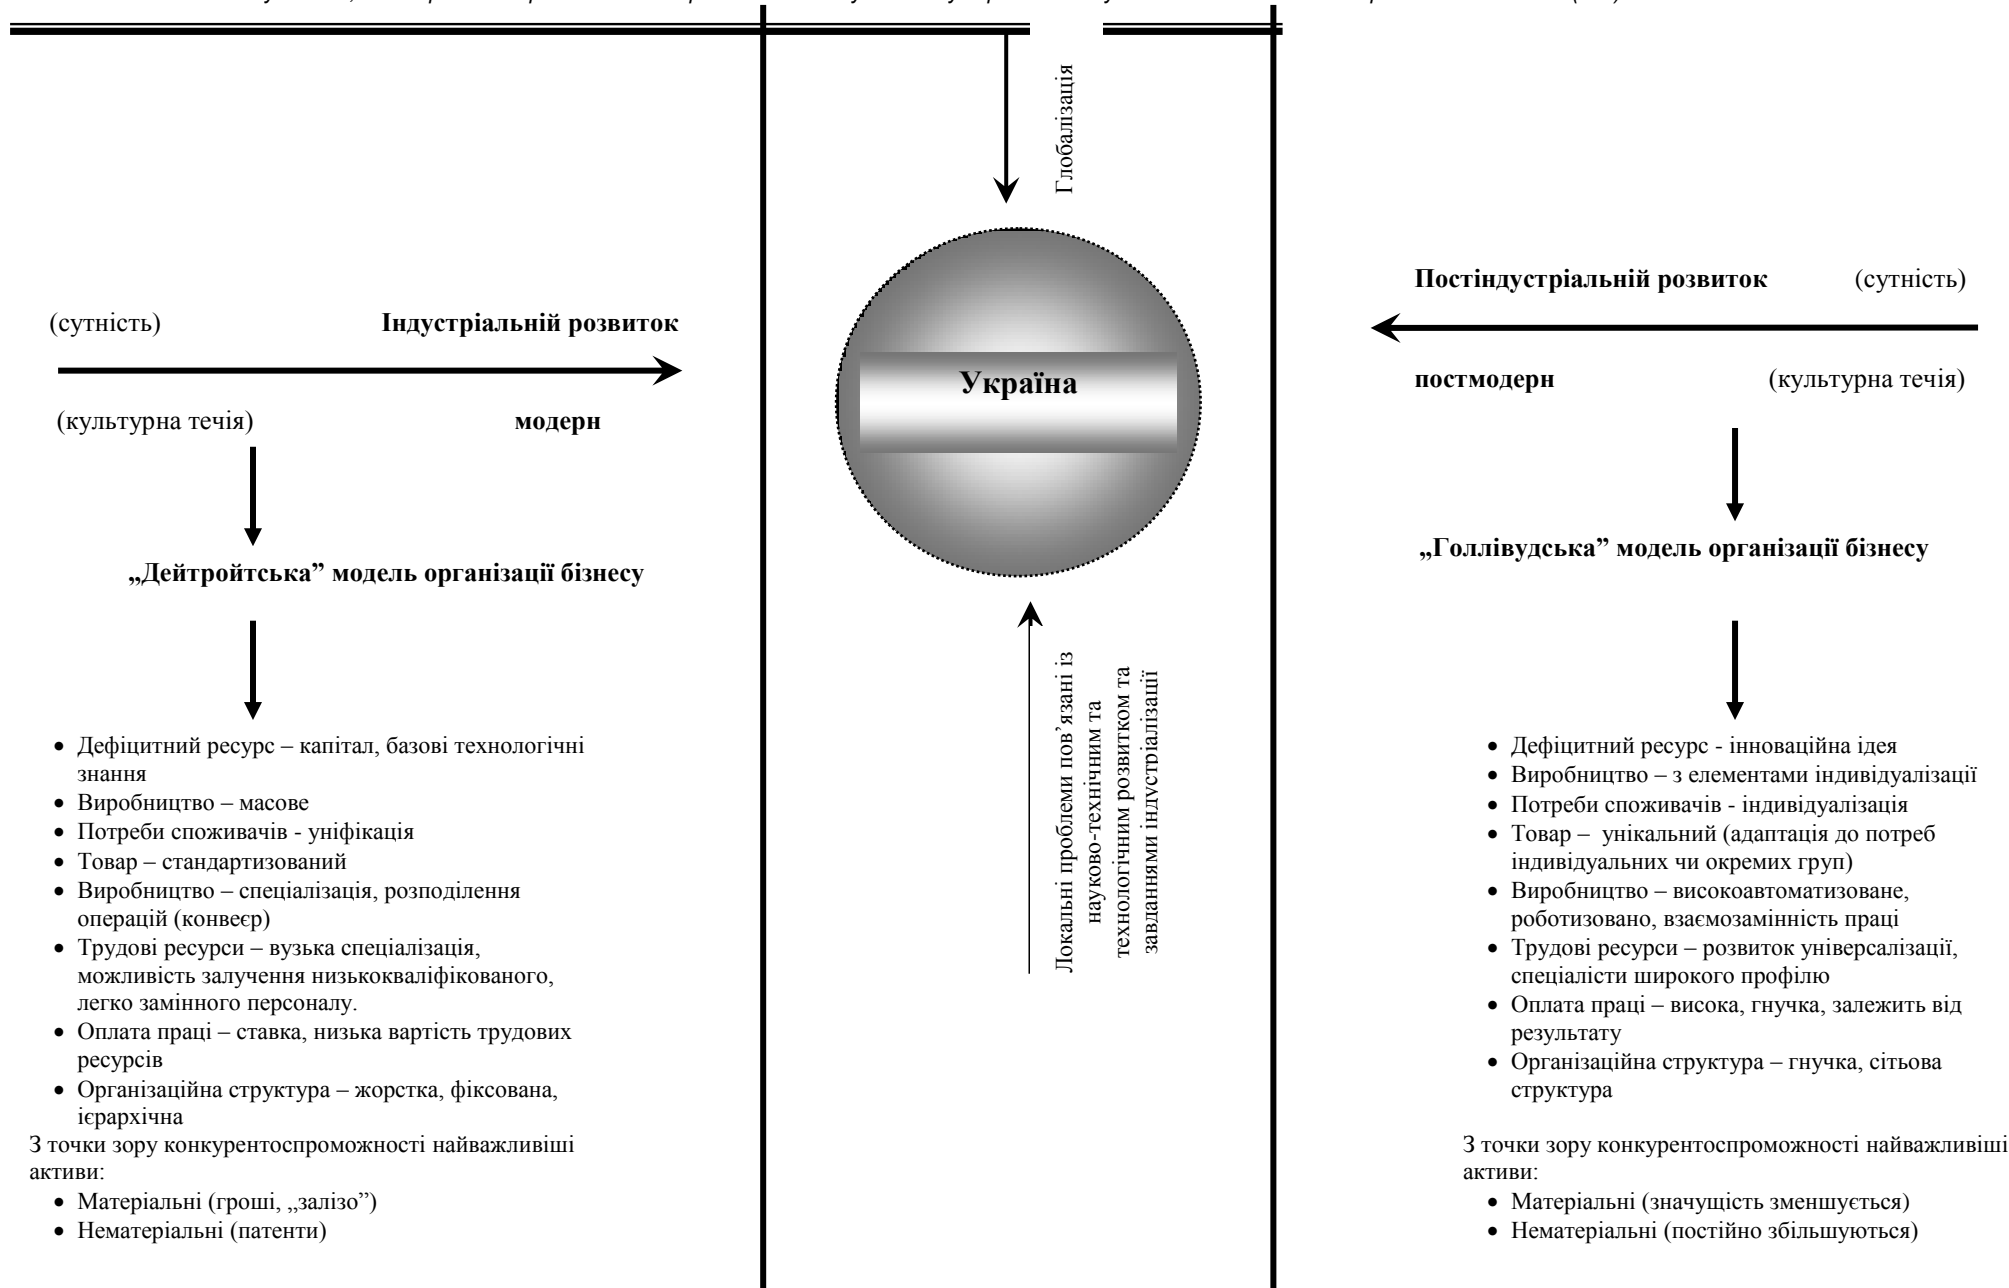 Глобалізація
(сутність) Індустріальній розвиток
(культурна течія) модерн
„Дейтройтська” модель організації бізнесу
• Дефіцитний ресурс – капітал, базові технологічні
знання
• Виробництво – масове
• Потреби споживачів - уніфікація
• Товар – стандартизований
• Виробництво – спеціалізація, розподілення
операцій (конвеєр)
• Трудові ресурси – вузька спеціалізація,
можливість залучення низькокваліфікованого,
легко замінного персоналу.
• Оплата праці – ставка, низька вартість трудових
ресурсів
• Організаційна структура – жорстка, фіксована,
ієрархічна
З точки зору конкурентоспроможності найважливіші
активи:
• Матеріальні (гроші, „залізо”)
• Нематеріальні (патенти)
Україна
Локальні проблеми пов’язані із
науково-технічним та
технологічним розвитком та
завданнями індустріалізації
Постіндустріальній розвиток (сутність)
постмодерн (культурна течія)
„Голлівудська” модель організації бізнесу
• Дефіцитний ресурс - інноваційна ідея
• Виробництво – з елементами індивідуалізації
• Потреби споживачів - індивідуалізація
• Товар – унікальний (адаптація до потреб
індивідуальних чи окремих груп)
• Виробництво – високоавтоматизоване,
роботизовано, взаємозамінність праці
• Трудові ресурси – розвиток універсалізації,
спеціалісти широкого профілю
• Оплата праці – висока, гнучка, залежить від
результату
• Організаційна структура – гнучка, сітьова
структура
З точки зору конкурентоспроможності найважливіші
активи:
• Матеріальні (значущість зменшується)
• Нематеріальні (постійно збільшуються)